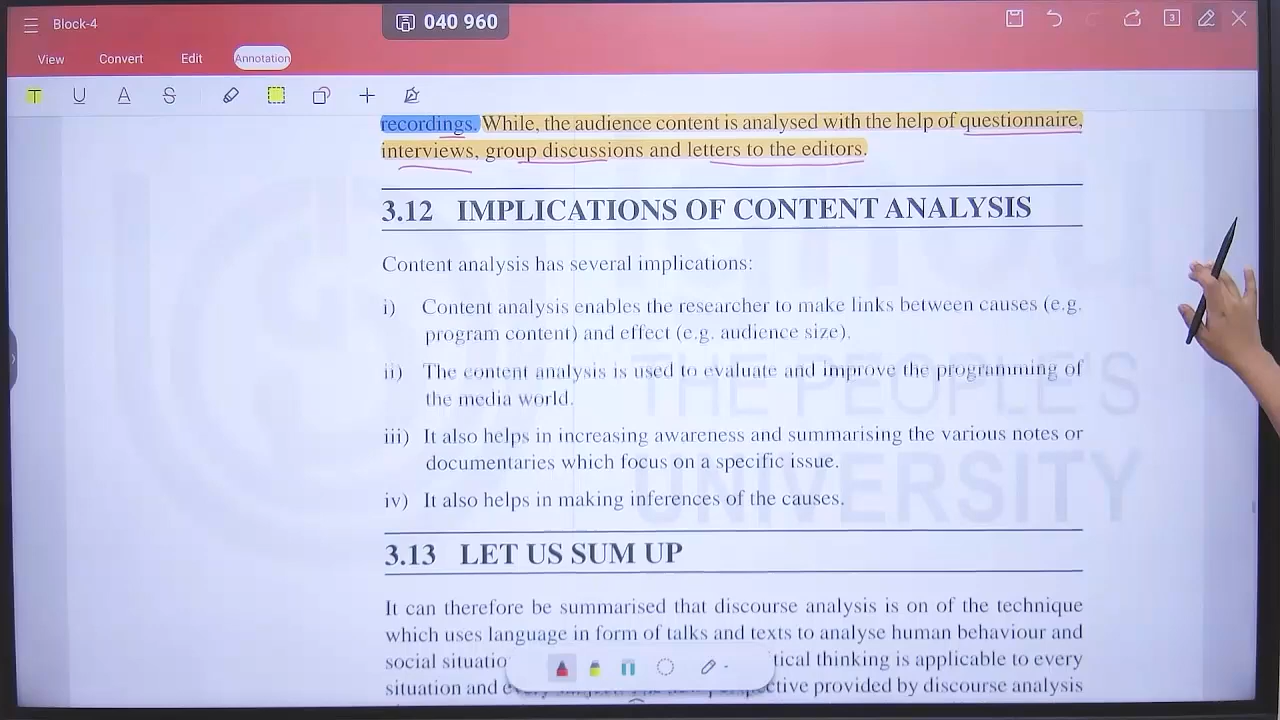 Block-4
040 960
3
View Convert Edit Annotation
T U A S
recordings. While, the audience content is analysed with the help of questionnaire,
interviews, group discussions and letters to the editors.
3.12 IMPLICATIONS OF CONTENT ANALYSIS
Content analysis has several implications:
i) Content analysis enables the researcher to make links between causes (e.g.
program content) and effect (e.g. audience size).
ii) The content analysis is used to evaluate and improve the programming of
the media world.
iii) It also helps in increasing awareness and summarising the various notes or
documentaries which focus on a specific issue.
iv) It also helps in making inferences of the causes.
THE PEOPLE'S
UNIVERSITY
3.13 LET US SUM UP
It can therefore be summarised that discourse analysis is on of the technique
which uses language in form of talks and texts to analyse human behaviour and
social thinking is applicable to every
situation and provided by discourse analysis